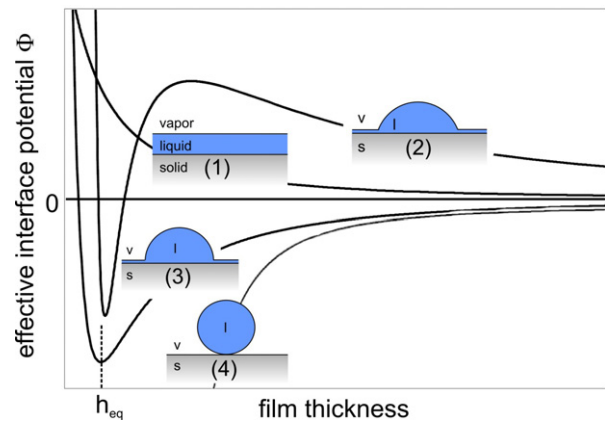 effective interface potential Φ
0
vapor
liquid
solid
(1)
v
l
s
(2)
v
l
s
(3)
l
v
s
(4)
h_eq
film thickness